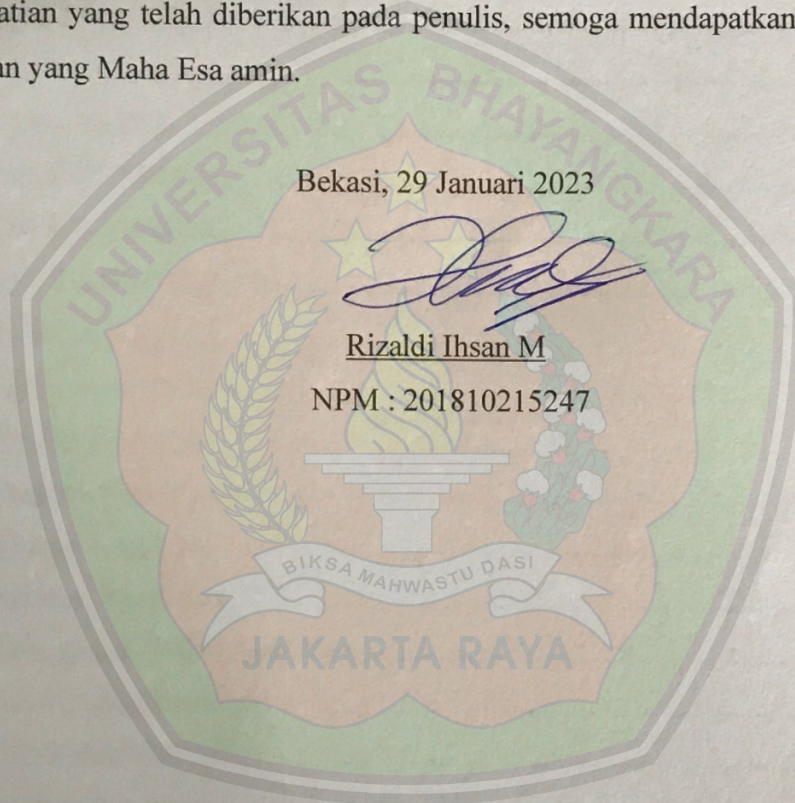 atian yang telah diberikan pada penulis, semoga mendapatkan
an yang Maha Esa amin.
UNIVERSITAS BHAYANGKARA
Bekasi, 29 Januari 2023
Rizaldi Ihsan M
NPM : 201810215247
BIKSA MAHWASTU DASI
JAKARTA RAYA